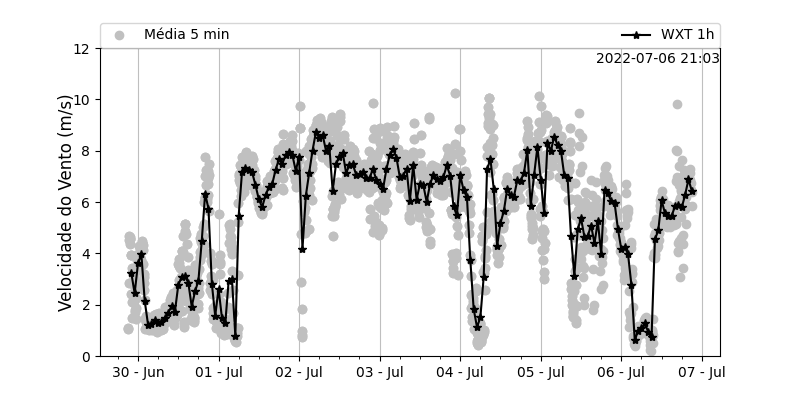 Média 5 min
WXT 1h
2022-07-06 21:03
Velocidade do Vento (m/s)
12
10
8
6
4
2
0
30 - Jun 01 - Jul 02 - Jul 03 - Jul 04 - Jul 05 - Jul 06 - Jul 07 - Jul